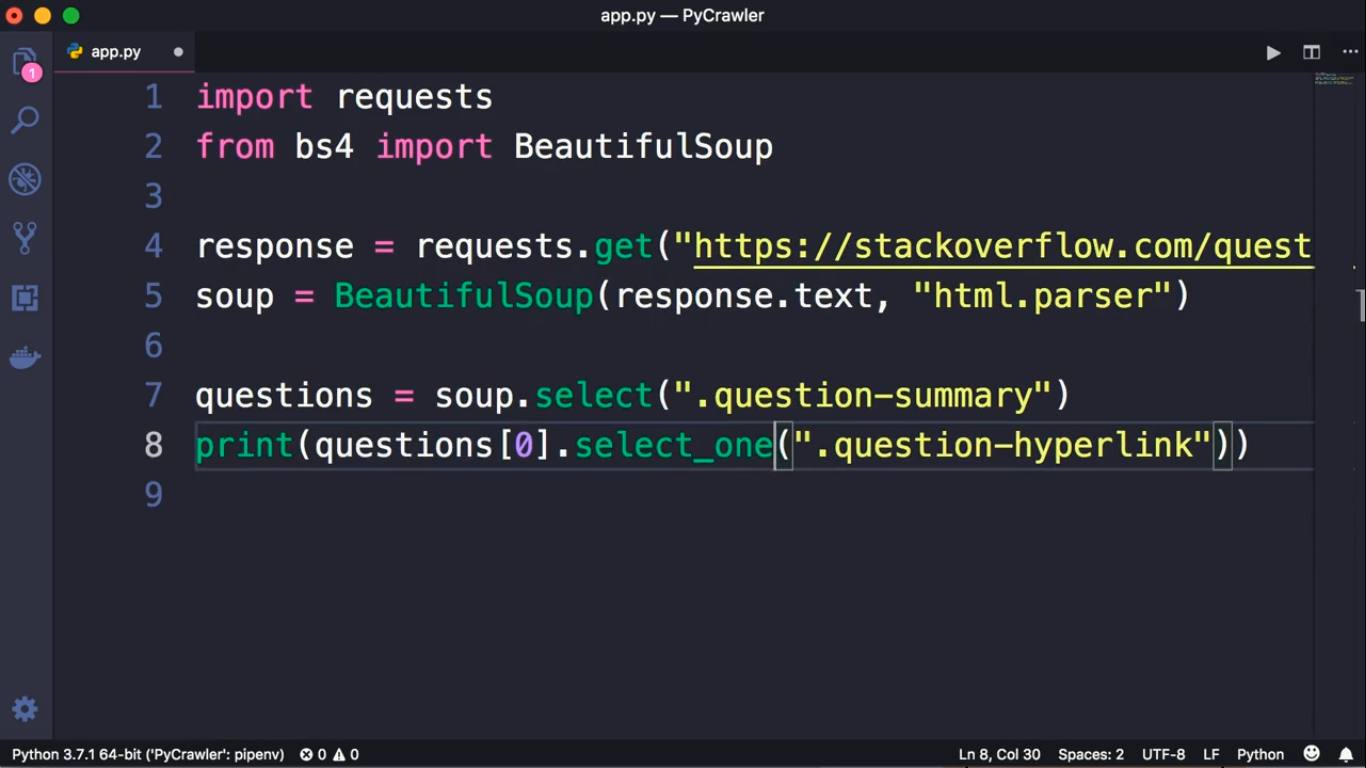 app.py — PyCrawler
app.py
1
1 import requests
2 from bs4 import BeautifulSoup
3
4 response = requests.get("https://stackoverflow.com/quest
5 soup = BeautifulSoup(response.text, "html.parser")
6
7 questions = soup.select(".question-summary")
8 print(questions[0].select_one(".question-hyperlink"))
9
Python 3.7.1 64-bit ('PyCrawler': pipenv) 0 0 Ln 8, Col 30 Spaces: 2 UTF-8 LF Python